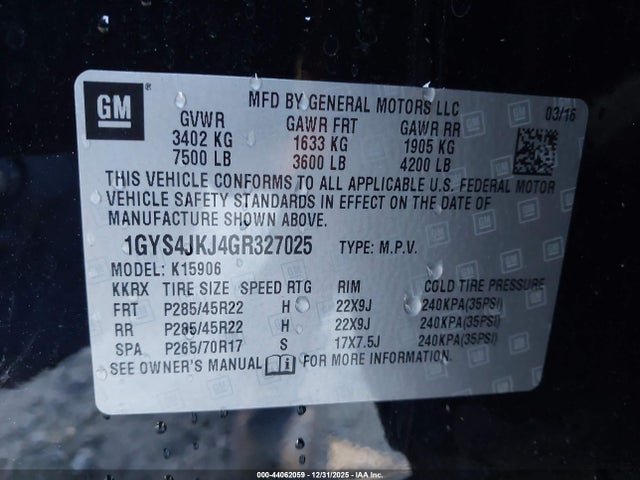 GM ®
MFD BY GENERAL MOTORS LLC 03/16
GVWR GAWR FRT GAWR RR
3402 KG 1633 KG 1905 KG
7500 LB 3600 LB 4200 LB
THIS VEHICLE CONFORMS TO ALL APPLICABLE U.S. FEDERAL MOTOR
VEHICLE SAFETY STANDARDS IN EFFECT ON THE DATE OF
MANUFACTURE SHOWN ABOVE.
1GYS4JKJ4GR327025 TYPE: M.P.V.
MODEL: K15906
KKRX TIRE SIZE SPEED RTG RIM COLD TIRE PRESSURE
FRT P285/45R22 H 22X9J 240KPA(35PSI)
RR P285/45R22 H 22X9J 240KPA(35PSI)
SPA P265/70R17 S 17X7.5J 240KPA(35PSI)
SEE OWNER'S MANUAL FOR MORE INFORMATION.
000-44062059 - 12/31/2025 - IAA Inc.